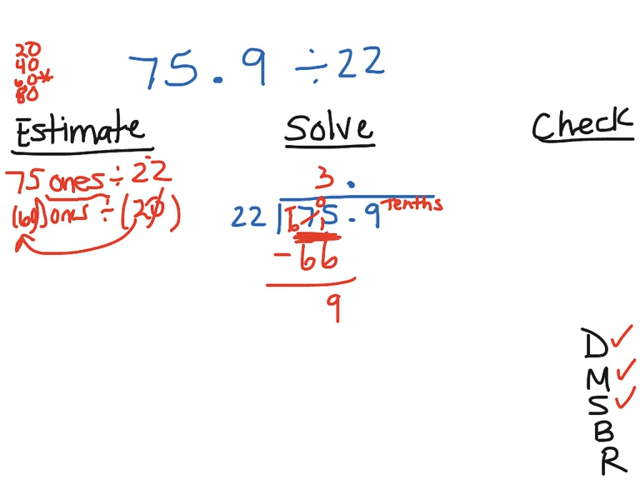 20
40
60*
80
75.9 ÷ 22
Estimate
Solve
Check
75 ones ÷ 22
(60) ones ÷ (20)
3 .
22 75.9 tenths
- 66
9
D ✓
M ✓
S ✓
B
R